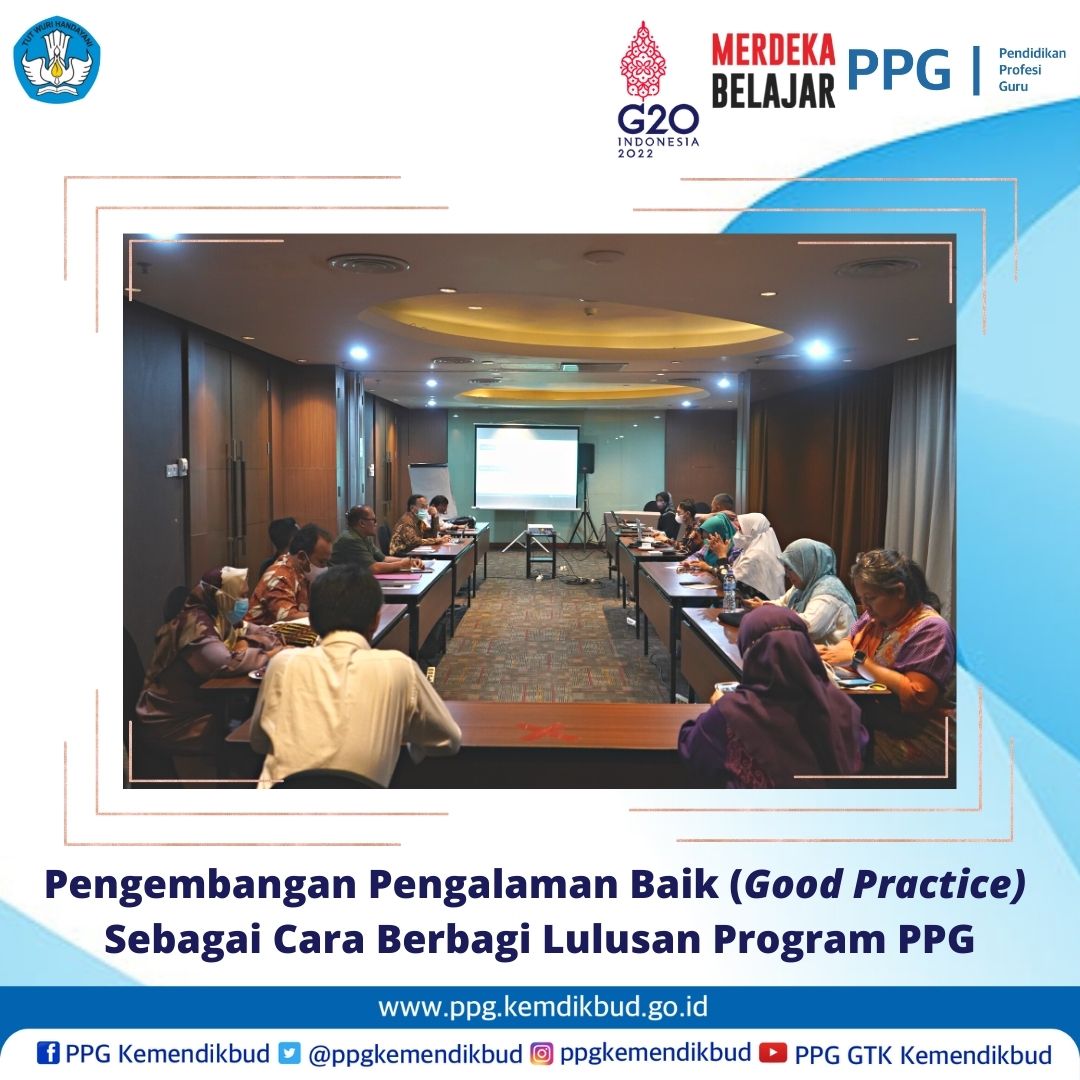 TUT WURI HANDAYANI
G20
INDONESIA
2022
MERDEKA
BELAJAR
PPG
Pendidikan
Profesi
Guru
Pengembangan Pengalaman Baik (Good Practice)
Sebagai Cara Berbagi Lulusan Program PPG
www.ppg.kemdikbud.go.id
PPG Kemendikbud @ppgkemendikbud ppgkemendikbud PPG GTK Kemendikbud